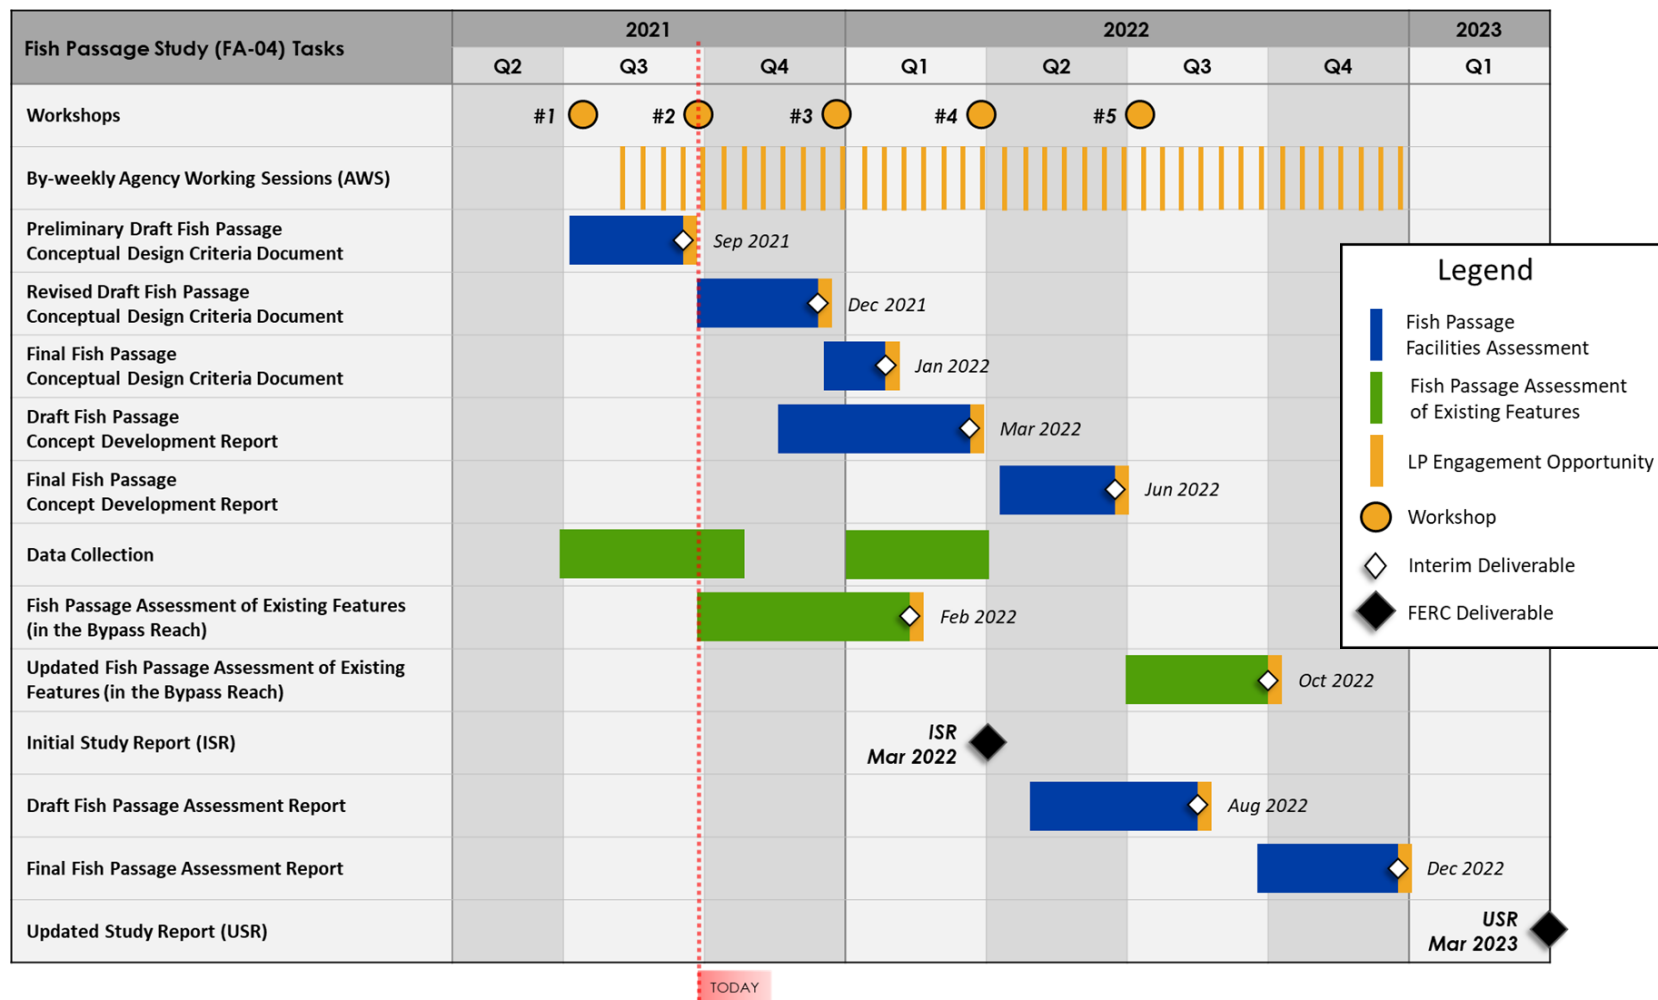 2021 2022 2023
Fish Passage Study (FA-04) Tasks
Q2 Q3 Q4 Q1 Q2 Q3 Q4 Q1
Workshops #1 #2 #3 #4 #5
By-weekly Agency Working Sessions (AWS)
Preliminary Draft Fish Passage
Conceptual Design Criteria Document
Sep 2021
Revised Draft Fish Passage
Conceptual Design Criteria Document
Dec 2021
Final Fish Passage
Conceptual Design Criteria Document
Jan 2022
Draft Fish Passage
Concept Development Report
Mar 2022
Final Fish Passage
Concept Development Report
Jun 2022
Data Collection
Fish Passage Assessment of Existing Features
(in the Bypass Reach)
Feb 2022
Updated Fish Passage Assessment of Existing
Features (in the Bypass Reach)
Oct 2022
Initial Study Report (ISR)
ISR
Mar 2022
Draft Fish Passage Assessment Report
Aug 2022
Final Fish Passage Assessment Report
Dec 2022
Updated Study Report (USR)
USR
Mar 2023
TODAY
Legend
Fish Passage
Facilities Assessment
Fish Passage Assessment
of Existing Features
LP Engagement Opportunity
Workshop
Interim Deliverable
FERC Deliverable